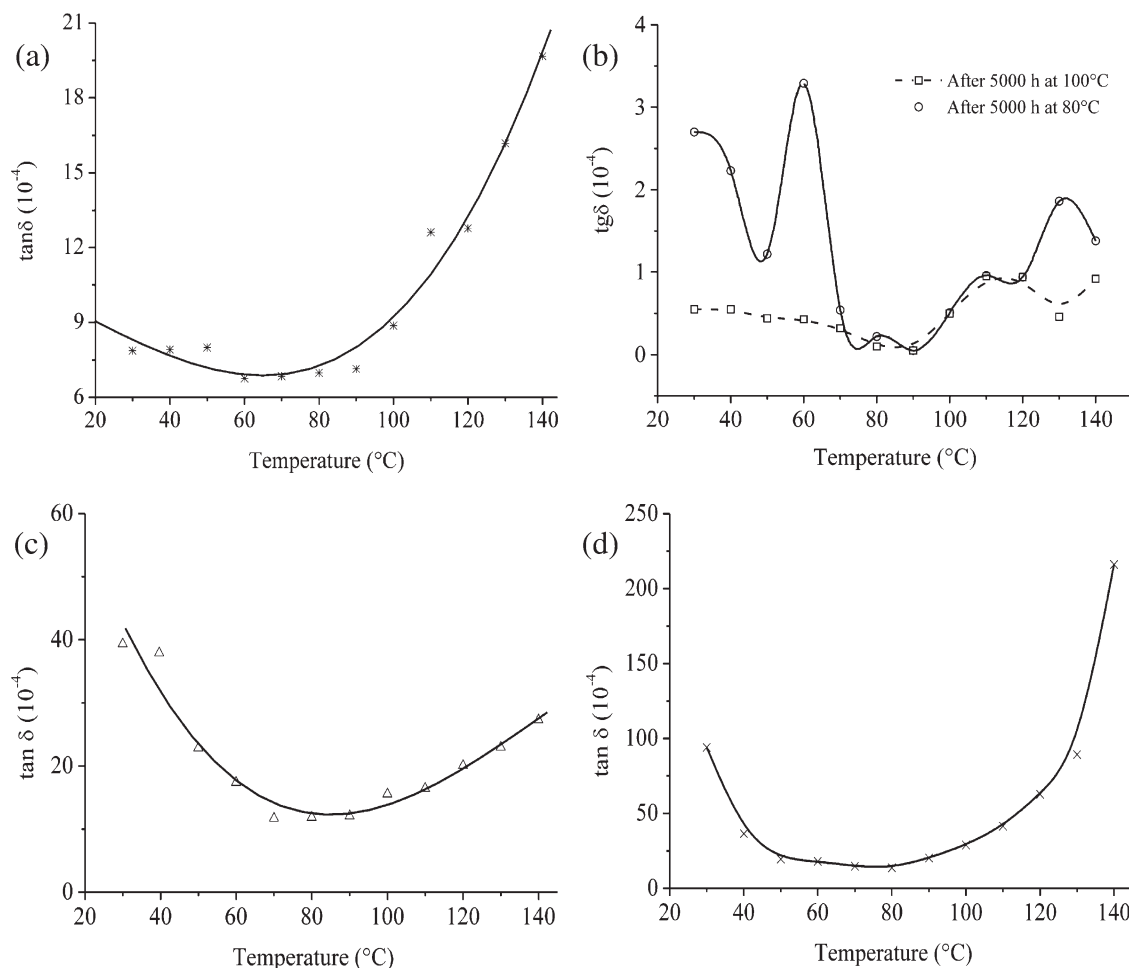 (a)
21
18
15
12
9
6
tanδ (10⁻⁴)
20 40 60 80 100 120 140
Temperature (°C)
(b)
4
3
2
1
0
tgδ (10⁻⁴)
After 5000 h at 100°C
After 5000 h at 80°C
20 40 60 80 100 120 140
Temperature (°C)
(c)
60
40
20
0
tan δ (10⁻⁴)
20 40 60 80 100 120 140
Temperature (°C)
(d)
250
200
150
100
50
0
tan δ (10⁻⁴)
20 40 60 80 100 120 140
Temperature (°C)